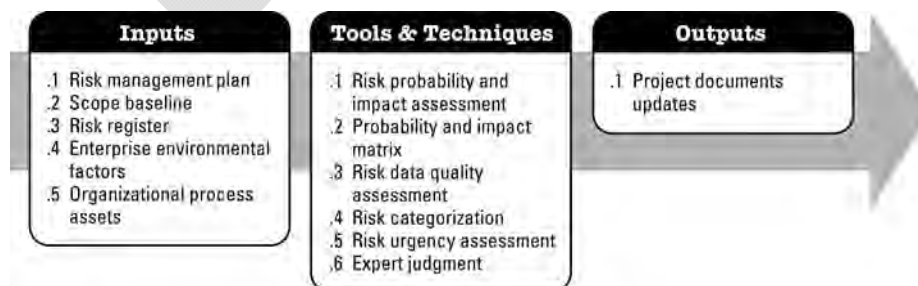 Inputs
.1 Risk management plan
.2 Scope baseline
.3 Risk register
.4 Enterprise environmental
factors
.5 Organizational process
assets
Tools & Techniques
.1 Risk probability and
impact assessment
.2 Probability and impact
matrix
.3 Risk data quality
assessment
.4 Risk categorization
.5 Risk urgency assessment
.6 Expert judgment
Outputs
.1 Project documents
updates